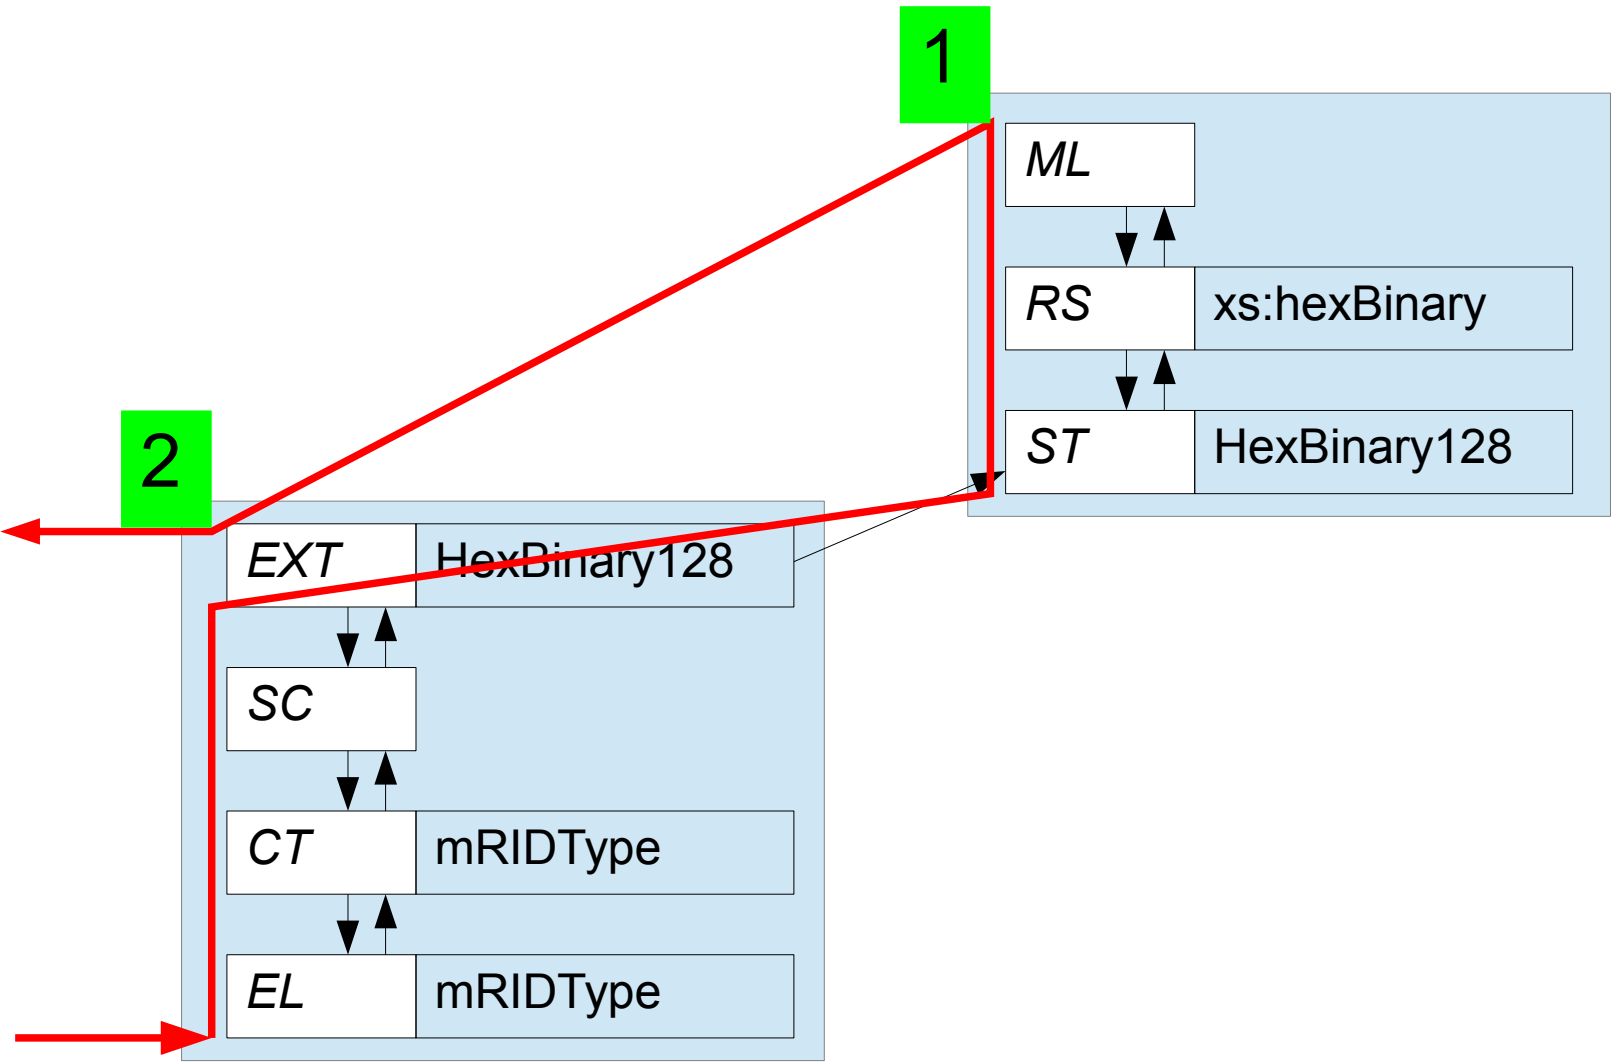 1
ML
RS xs:hexBinary
ST HexBinary128
2
EXT HexBinary128
SC
CT mRIDType
EL mRIDType